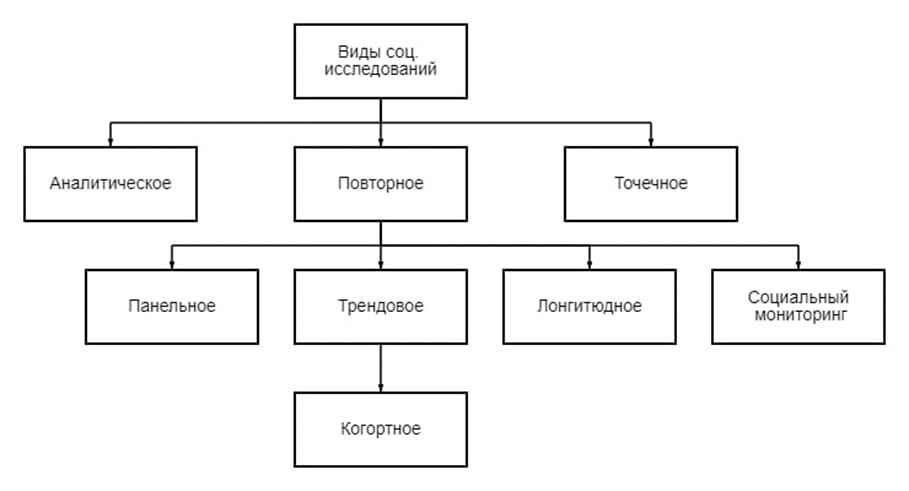 Виды соц.
исследований
Аналитическое
Повторное
Точечное
Панельное
Трендовое
Лонгитюдное
Социальный
мониторинг
Когортное